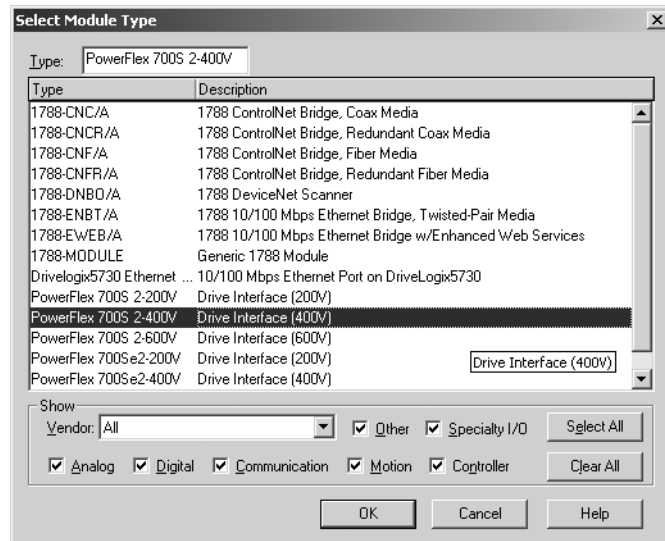 Select Module Type
Type: PowerFlex 700S 2-400V
Type Description
1788-CNC/A 1788 ControlNet Bridge, Coax Media
1788-CNCR/A 1788 ControlNet Bridge, Redundant Coax Media
1788-CNF/A 1788 ControlNet Bridge, Fiber Media
1788-CNFR/A 1788 ControlNet Bridge, Redundant Fiber Media
1788-DNBO/A 1788 DeviceNet Scanner
1788-ENBT/A 1788 10/100 Mbps Ethernet Bridge, Twisted-Pair Media
1788-EWEB/A 1788 10/100 Mbps Ethernet Bridge w/Enhanced Web Services
1788-MODULE Generic 1788 Module
Drivelogix5730 Ethernet ... 10/100 Mbps Ethernet Port on DriveLogix5730
PowerFlex 700S 2-200V Drive Interface (200V)
PowerFlex 700S 2-400V Drive Interface (400V)
PowerFlex 700S 2-600V Drive Interface (600V)
PowerFlex 700Se2-200V Drive Interface (200V)
PowerFlex 700Se2-400V Drive Interface (400V)
Drive Interface (400V)
Show
Vendor: All Other Specialty I/O Select All
Analog Digital Communication Motion Controller Clear All
OK Cancel Help